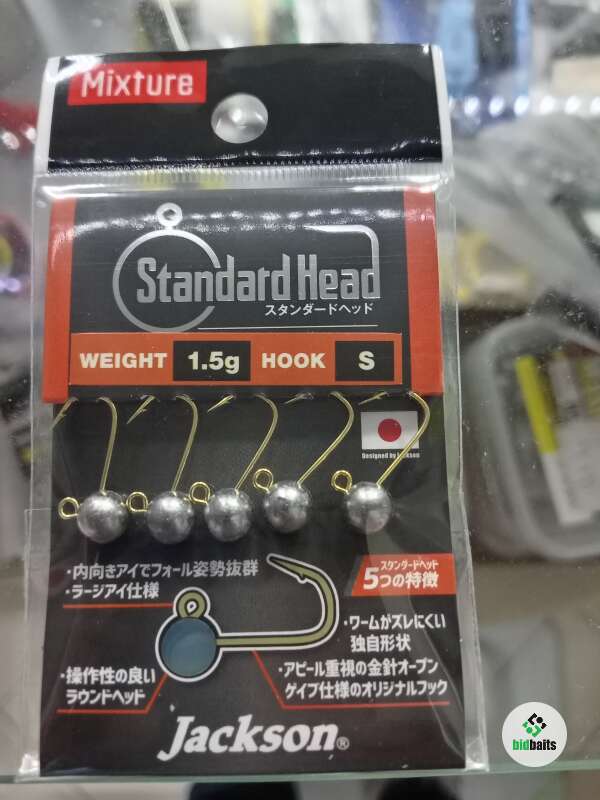 Mixture
Standard Head
スタンダードヘッド
WEIGHT 1.5g HOOK S
Designed by Jackson
スタンダードヘッド
5つの特徴
・内向きアイでフォール姿勢抜群
・ラージアイ仕様
・ワームがズレにくい
独自形状
・操作性の良い
ラウンドヘッド
・アピール重視の金針オープン
ゲイプ仕様のオリジナルフック
Jackson®
bidbaits